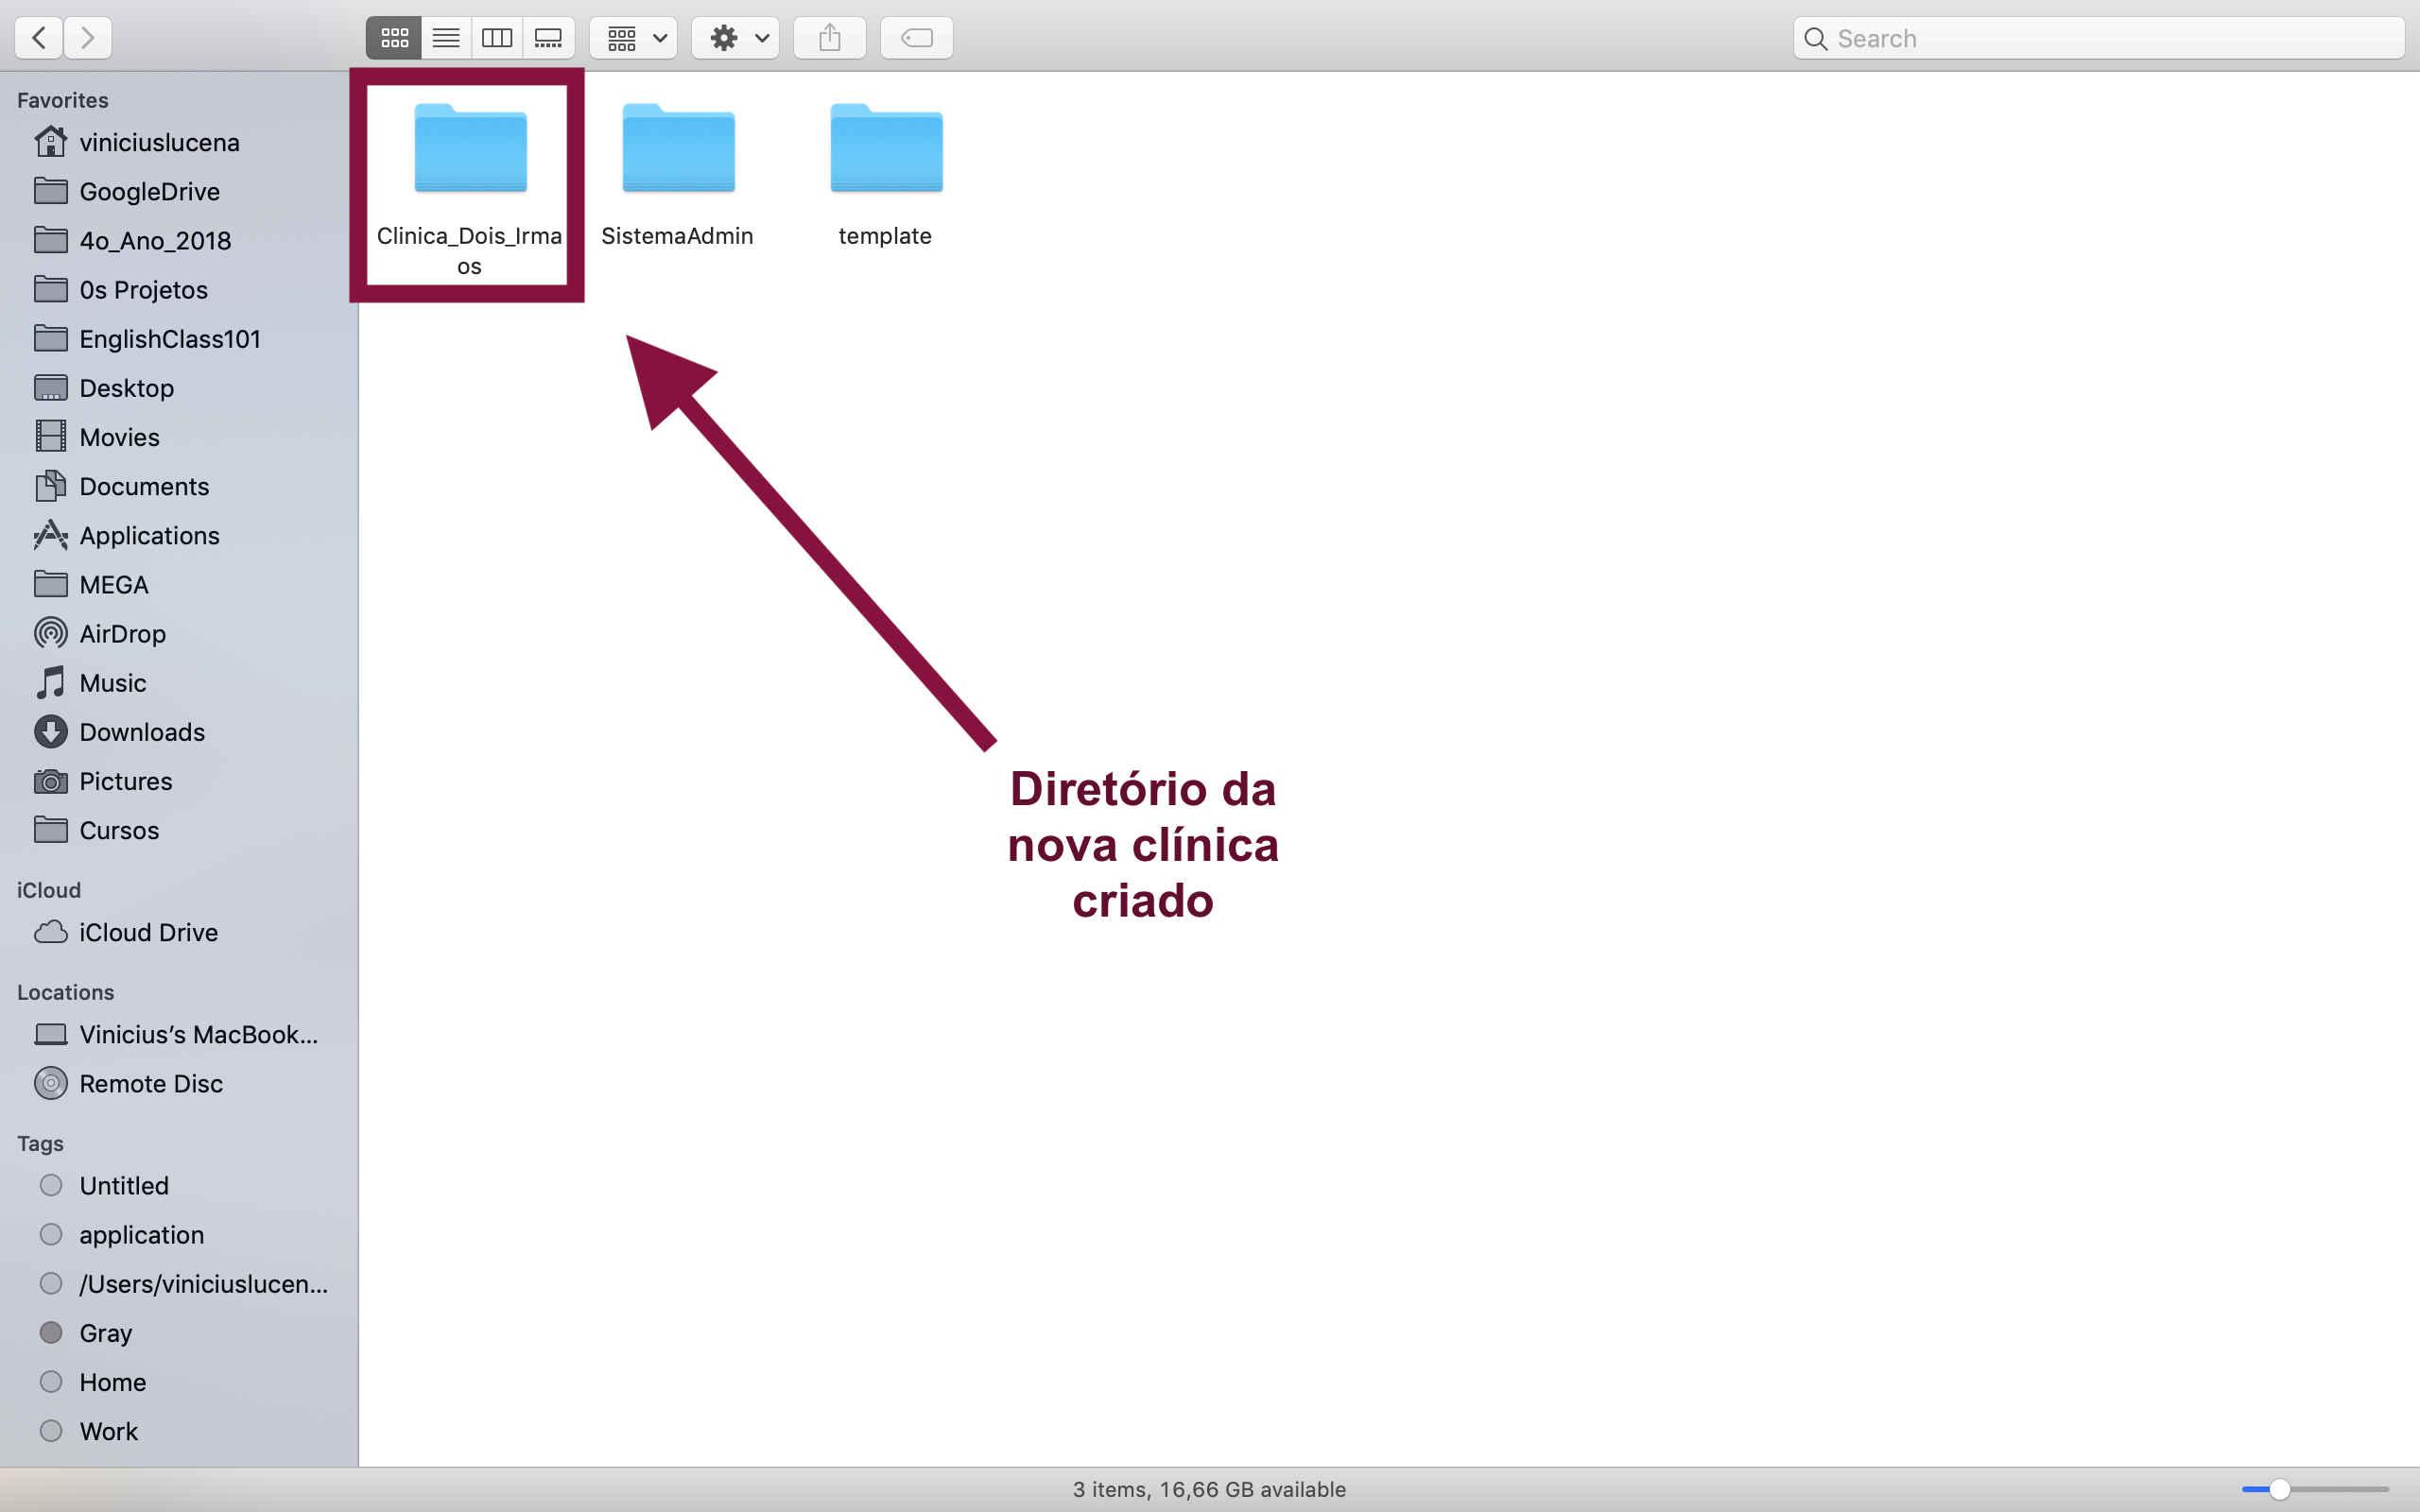 Search
Favorites
viniciuslucena
GoogleDrive
4o_Ano_2018
0s Projetos
EnglishClass101
Desktop
Movies
Documents
Applications
MEGA
AirDrop
Music
Downloads
Pictures
Cursos
iCloud
iCloud Drive
Locations
Vinicius’s MacBook...
Remote Disc
Tags
Untitled
application
/Users/viniciuslucen...
Gray
Home
Work
Clinica_Dois_Irma
os
SistemaAdmin
template
Diretório da
nova clínica
criado
3 items, 16,66 GB available